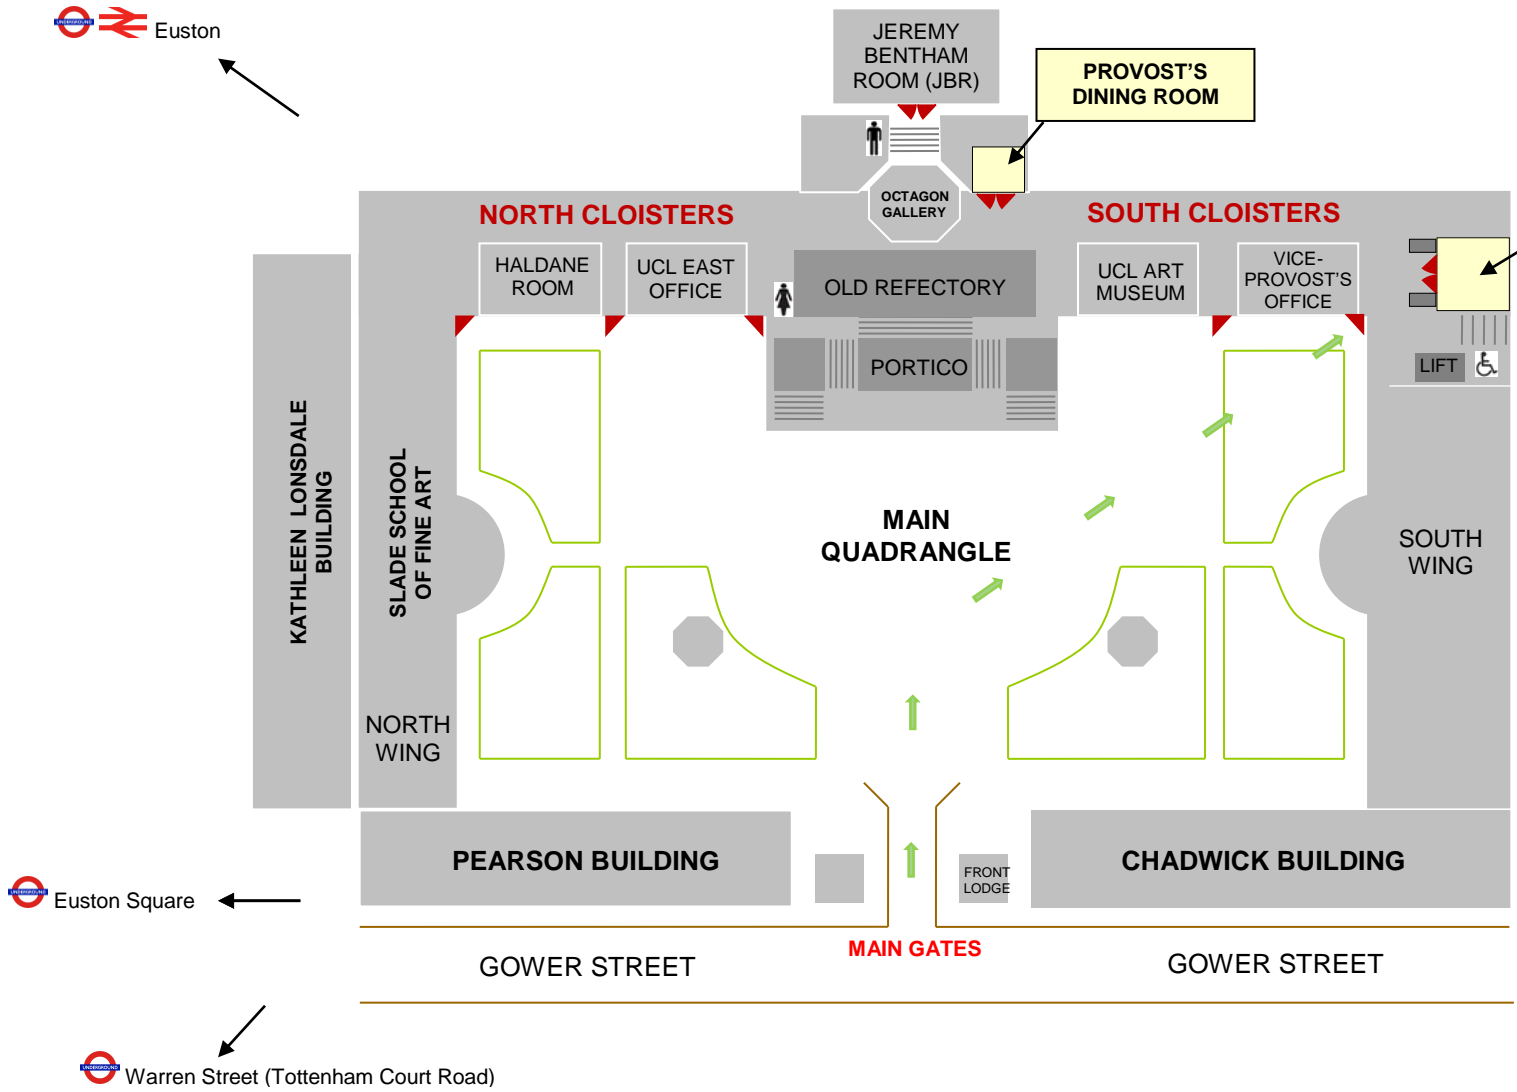 UNDERGROUND
Euston
JEREMY
BENTHAM
ROOM (JBR)
PROVOST'S
DINING ROOM
OCTAGON
GALLERY
NORTH CLOISTERS
SOUTH CLOISTERS
HALDANE
ROOM
UCL EAST
OFFICE
OLD REFECTORY
UCL ART
MUSEUM
VICE-
PROVOST'S
OFFICE
PORTICO
LIFT
KATHLEEN LONSDALE
BUILDING
SLADE SCHOOL
OF FINE ART
MAIN
QUADRANGLE
SOUTH
WING
NORTH
WING
PEARSON BUILDING
FRONT
LODGE
CHADWICK BUILDING
UNDERGROUND
Euston Square
MAIN GATES
GOWER STREET
GOWER STREET
UNDERGROUND
Warren Street (Tottenham Court Road)